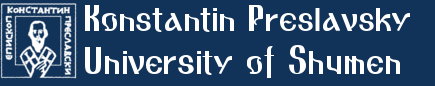 ЕПИСКОП КОНСТАНТИН ПРЕСЛАВСКИ
Konstantin Preslavsky
University of Shumen